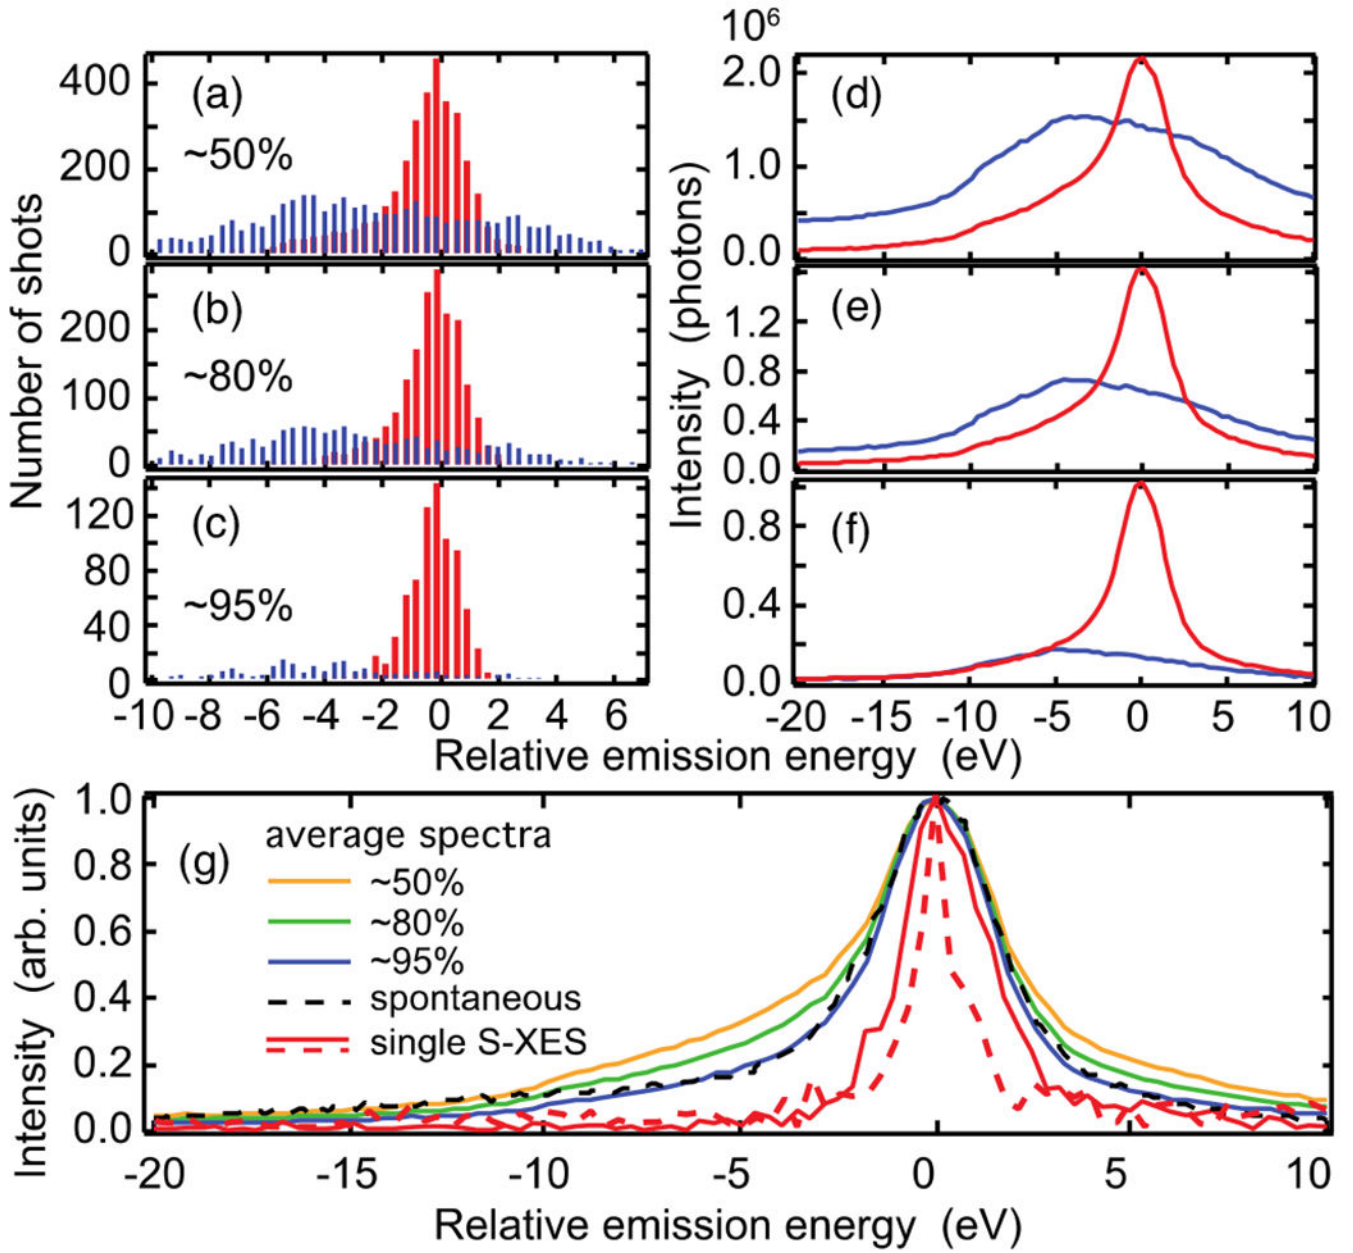 10⁶
(a)
~50%
400
200
0
(b)
~80%
200
100
0
(c)
~95%
120
80
40
0
Number of shots
-10 -8 -6 -4 -2 0 2 4 6
(d)
2.0
1.0
0.0
(e)
1.2
0.8
0.4
0.0
(f)
0.8
0.4
0.0
Intensity (photons)
-20 -15 -10 -5 0 5 10
Relative emission energy (eV)
(g)
1.0
0.8
0.6
0.4
0.2
0.0
Intensity (arb. units)
average spectra
~50%
~80%
~95%
spontaneous
single S-XES
-20 -15 -10 -5 0 5 10
Relative emission energy (eV)